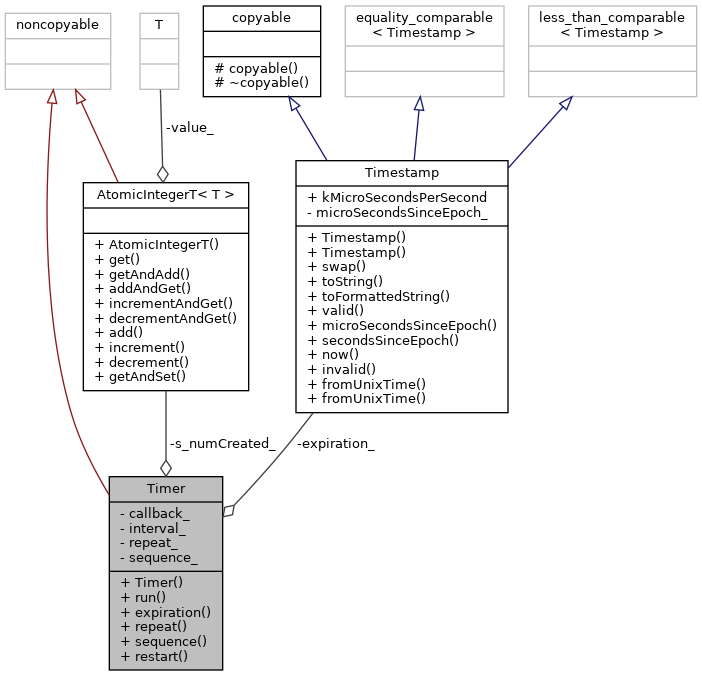 noncopyable
T
copyable
# copyable()
# ~copyable()
equality_comparable
< Timestamp >
less_than_comparable
< Timestamp >
-value_
AtomicIntegerT< T >
+ AtomicIntegerT()
+ get()
+ getAndAdd()
+ addAndGet()
+ incrementAndGet()
+ decrementAndGet()
+ add()
+ increment()
+ decrement()
+ getAndSet()
Timestamp
+ kMicroSecondsPerSecond
- microSecondsSinceEpoch_
+ Timestamp()
+ Timestamp()
+ swap()
+ toString()
+ toFormattedString()
+ valid()
+ microSecondsSinceEpoch()
+ secondsSinceEpoch()
+ now()
+ invalid()
+ fromUnixTime()
+ fromUnixTime()
-s_numCreated_
-expiration_
Timer
- callback_
- interval_
- repeat_
- sequence_
+ Timer()
+ run()
+ expiration()
+ repeat()
+ sequence()
+ restart()